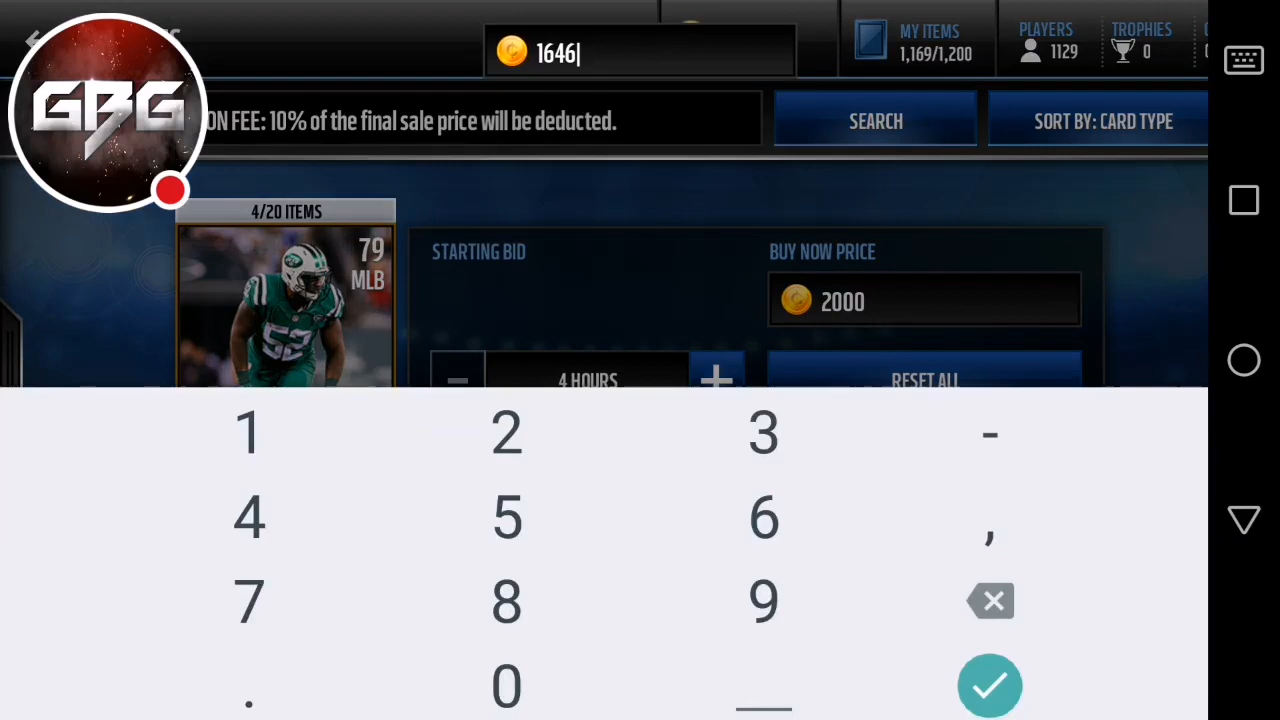 1646
MY ITEMS
1,169/1,200
PLAYERS
1129
TROPHIES
0
GBG
ON FEE: 10% of the final sale price will be deducted.
SEARCH
SORT BY: CARD TYPE
4/20 ITEMS
79
MLB
52
STARTING BID
BUY NOW PRICE
2000
−
4 HOURS
+
RESET ALL
1 2 3 -
4 5 6 ,
7 8 9
. 0 _